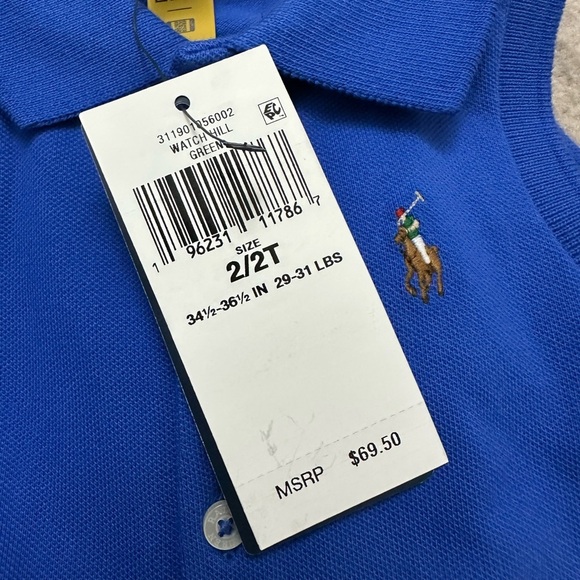 311901056002
WATCH HILL
GREEN
1 96231 11786 7
SIZE
2/2T
34½-36½ IN 29-31 LBS
MSRP $69.50